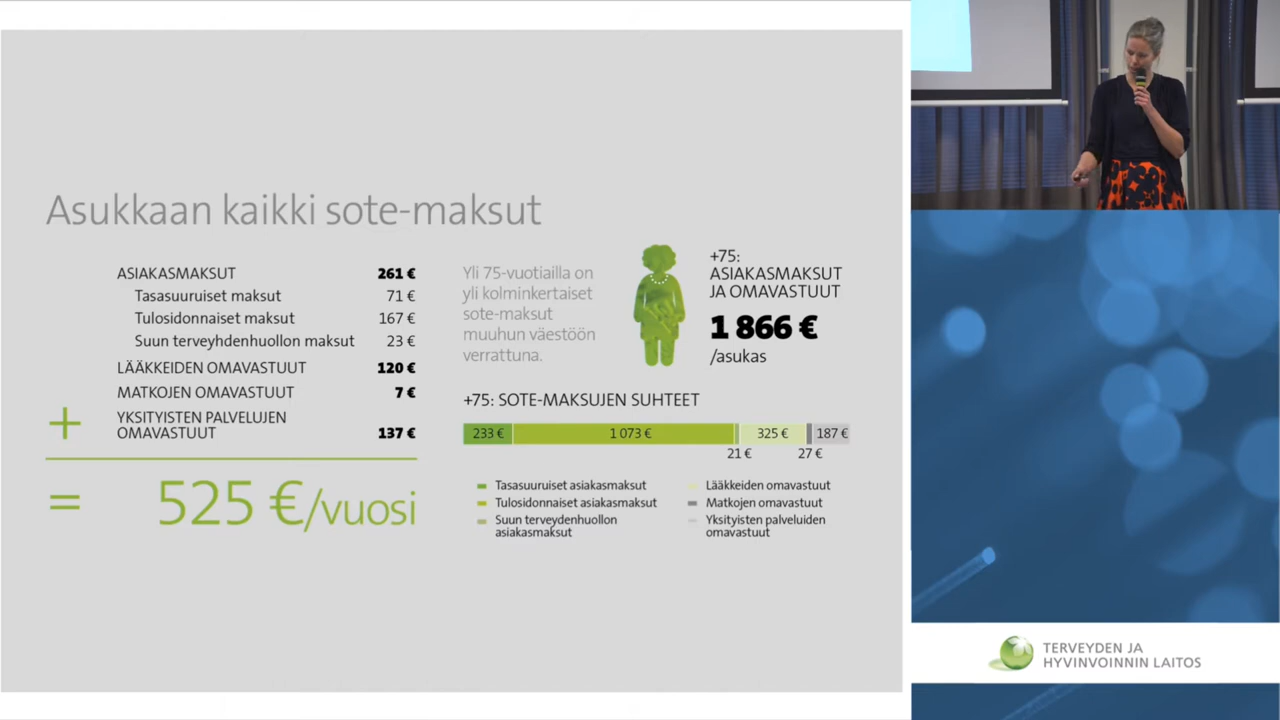 Asukkaan kaikki sote-maksut
ASIAKASMAKSUT 261 €
Tasasuuruiset maksut 71 €
Tulosidonnaiset maksut 167 €
Suun terveyhdenhuollon maksut 23 €
LÄÄKKEIDEN OMAVASTUUT 120 €
MATKOJEN OMAVASTUUT 7 €
+ YKSITYISTEN PALVELUJEN
OMAVASTUUT 137 €
= 525 €/vuosi
Yli 75-vuotiailla on
yli kolminkertaiset
sote-maksut
muuhun väestöön
verrattuna.
+75:
ASIAKASMAKSUT
JA OMAVASTUUT
1 866 €
/asukas
+75: SOTE-MAKSUJEN SUHTEET
233 € 1 073 € 325 € 187 €
21 € 27 €
Tasasuuruiset asiakasmaksut
Tulosidonnaiset asiakasmaksut
Suun terveydenhuollon
asiakasmaksut
Lääkkeiden omavastuut
Matkojen omavastuut
Yksityisten palveluiden
omavastuut
TERVEYDEN JA
HYVINVOINNIN LAITOS